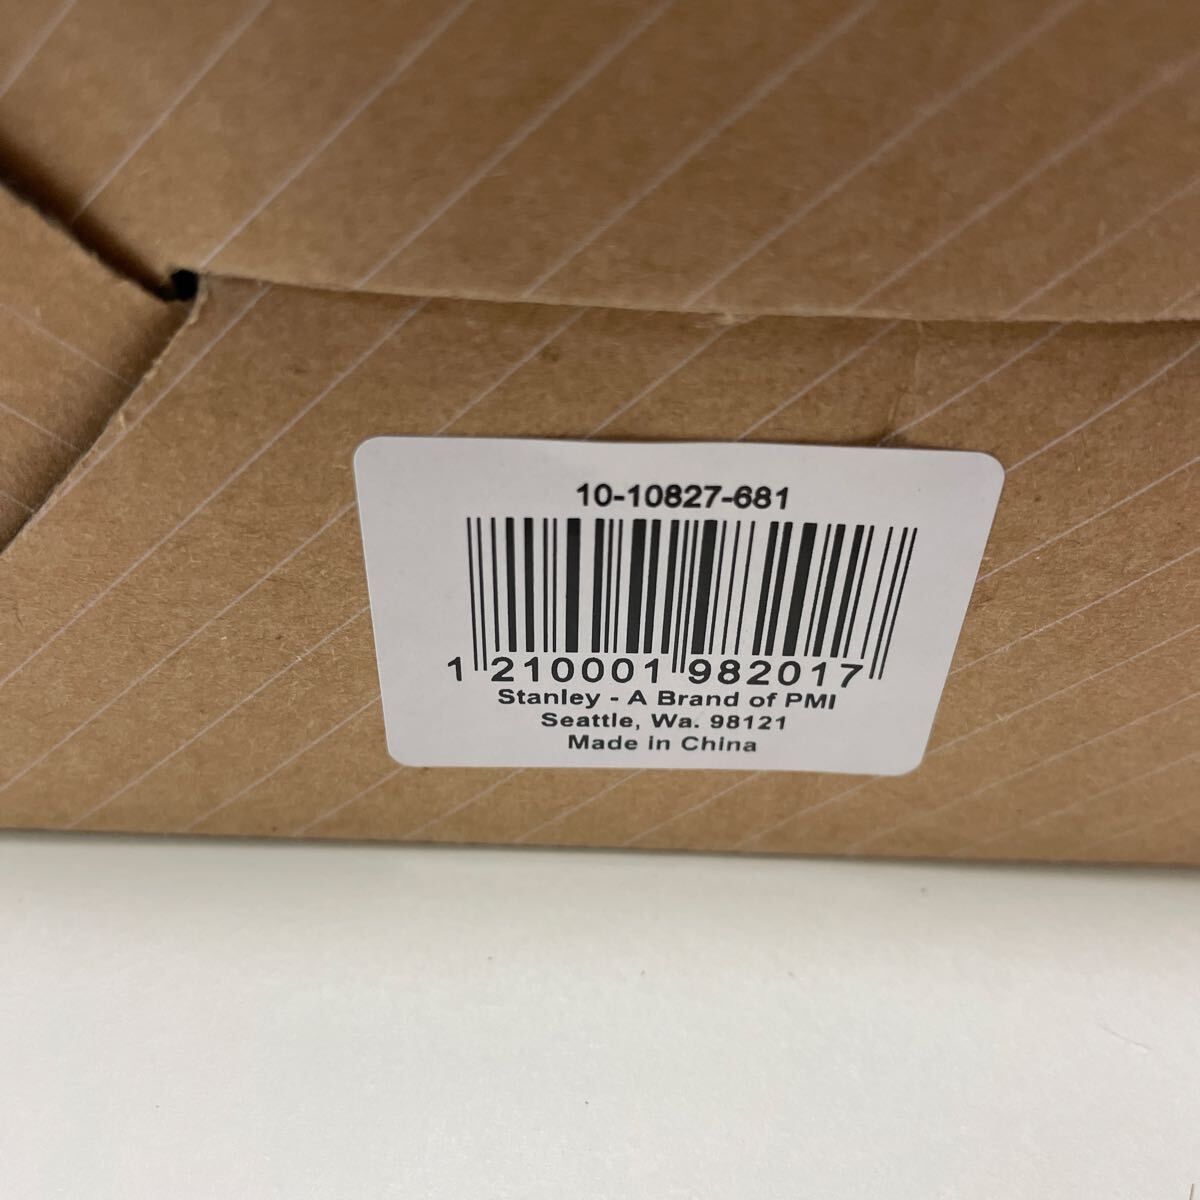 10-10827-681
1 210001 982017
Stanley - A Brand of PMI
Seattle, Wa. 98121
Made in China